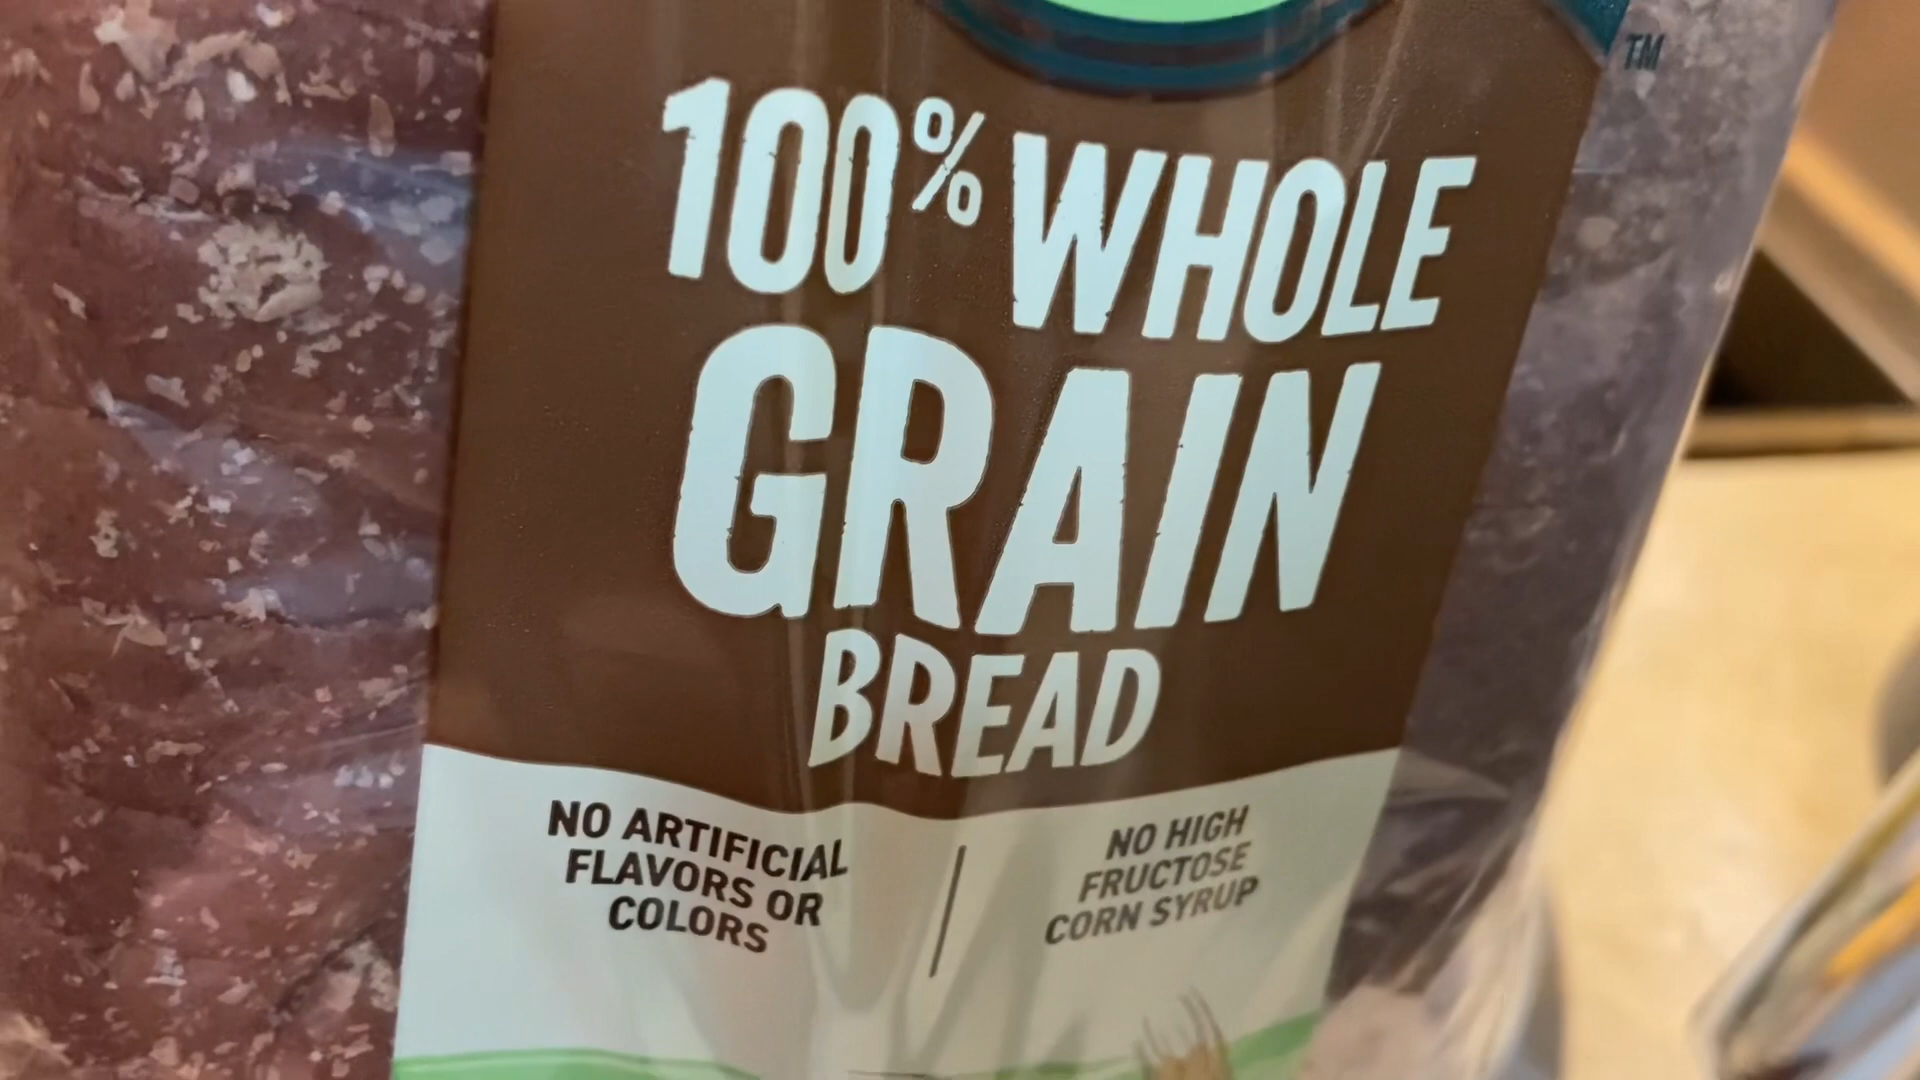 TM
100% WHOLE
GRAIN
BREAD
NO ARTIFICIAL
FLAVORS OR
COLORS
NO HIGH
FRUCTOSE
CORN SYRUP